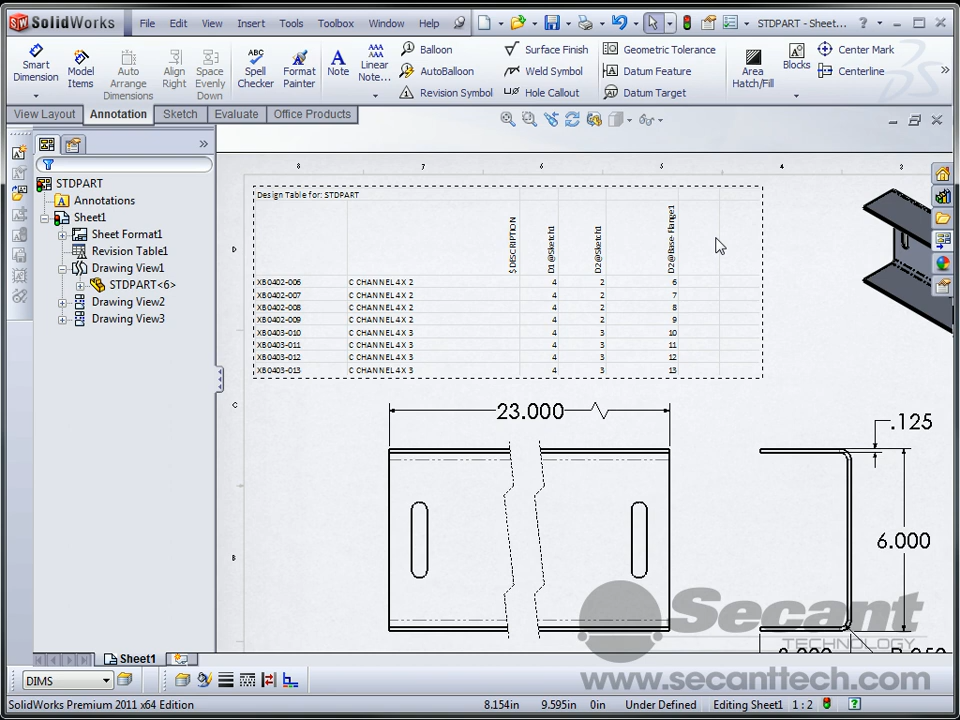 SolidWorks File Edit View Insert Tools Toolbox Window Help STDPART - Sheet...
Smart Dimension
Model Items
Auto Arrange Dimensions
Align Right
Space Evenly Down
Spell Checker
Format Painter
Note
Linear Note...
Balloon
AutoBalloon
Revision Symbol
Surface Finish
Weld Symbol
Hole Callout
Geometric Tolerance
Datum Feature
Datum Target
Area Hatch/Fill
Blocks
Center Mark
Centerline
View Layout Annotation Sketch Evaluate Office Products
STDPART
Annotations
Sheet1
Sheet Format1
Revision Table1
Drawing View1
STDPART<6>
Drawing View2
Drawing View3
8 7 6 5 4 3
D
C
B
Design Table for: STDPART
$DESCRIPTION D1@Sketch1 D2@Sketch1 D2@Base-Flange1
XB0402-006 C CHANNEL 4 X 2 4 2 6
XB0402-007 C CHANNEL 4 X 2 4 2 7
XB0402-008 C CHANNEL 4 X 2 4 2 8
XB0402-009 C CHANNEL 4 X 2 4 2 9
XB0403-010 C CHANNEL 4 X 3 4 3 10
XB0403-011 C CHANNEL 4 X 3 4 3 11
XB0403-012 C CHANNEL 4 X 3 4 3 12
XB0403-013 C CHANNEL 4 X 3 4 3 13
23.000
.125
6.000
Secant
TECHNOLOGY
www.secanttech.com
Sheet1
DIMS
SolidWorks Premium 2011 x64 Edition 8.154in 9.595in 0in Under Defined Editing Sheet1 1 : 2